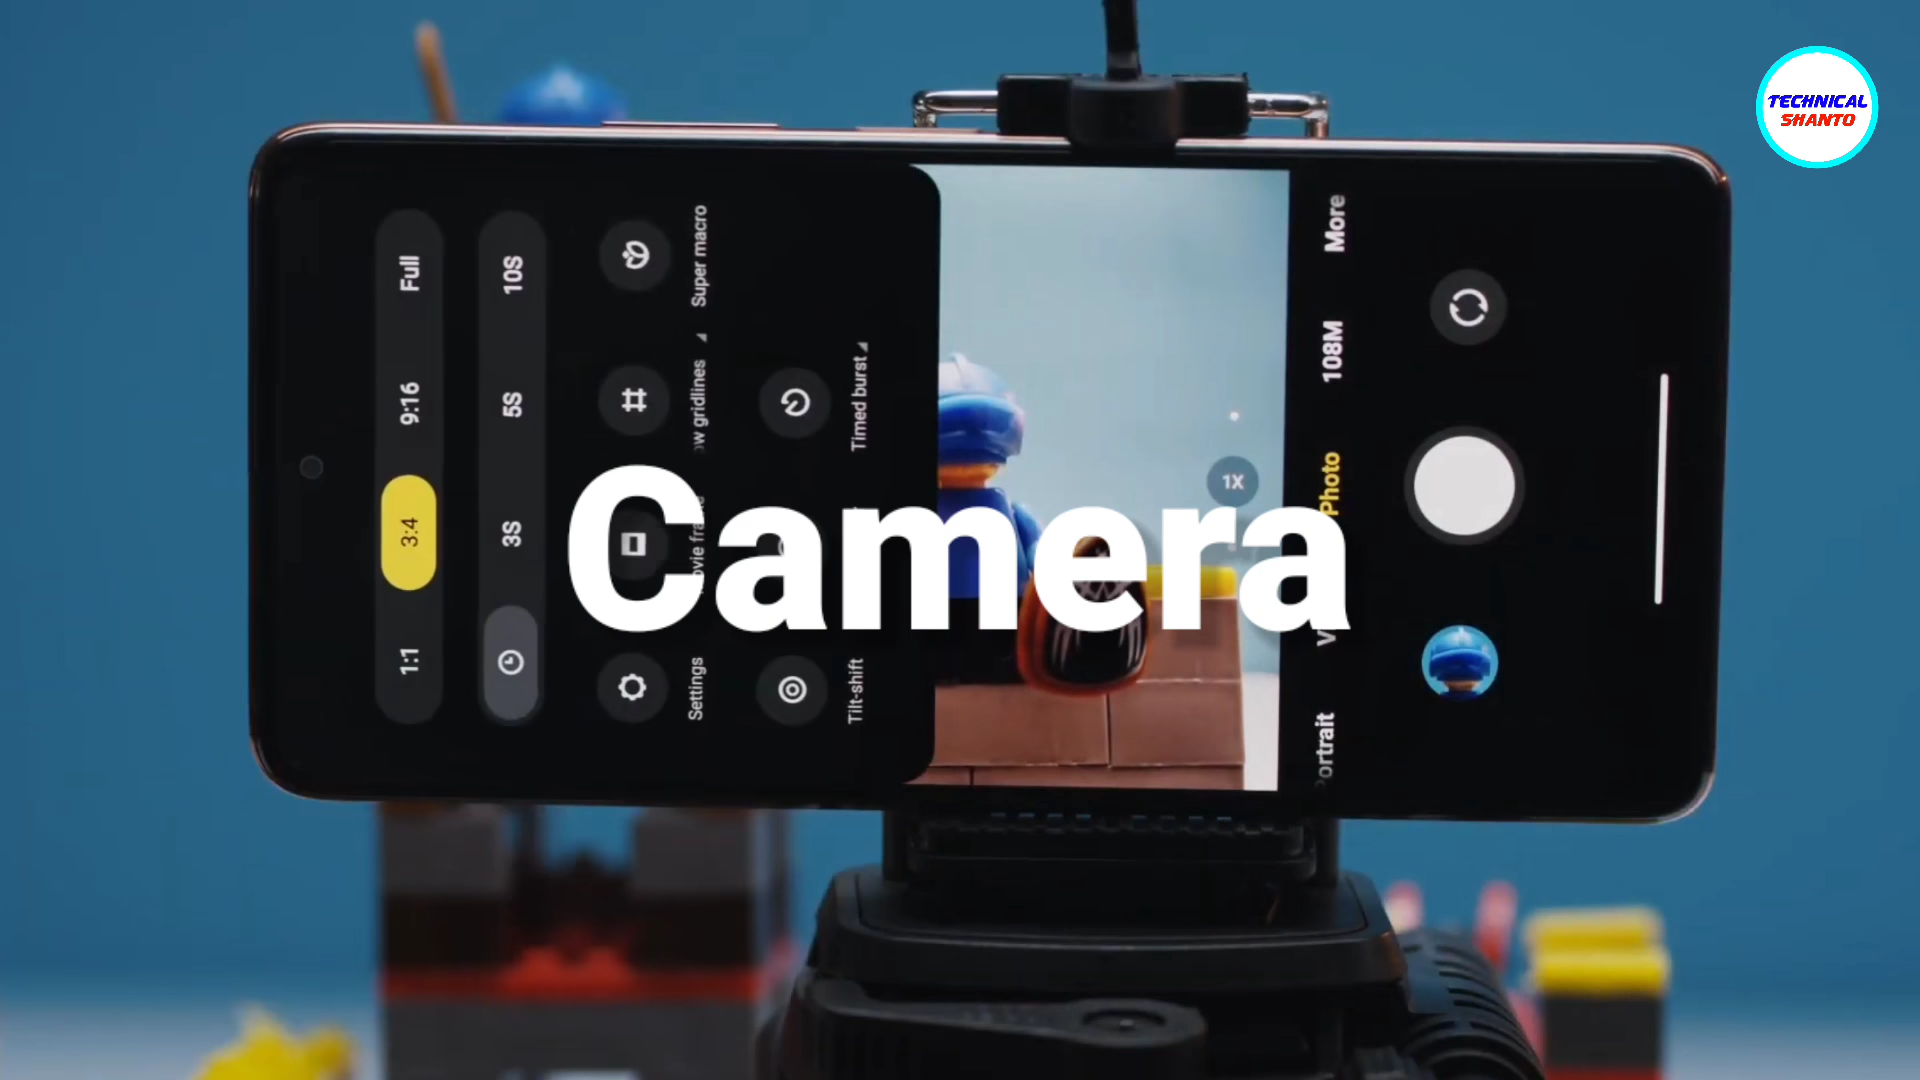 TECHNICAL
SHANTO
Full
9:16
3:4
1:1
10S
5S
3S
Super macro
gridlines
Settings
Timed burst
Tilt-shift
1X
More
108M
Photo
Camera